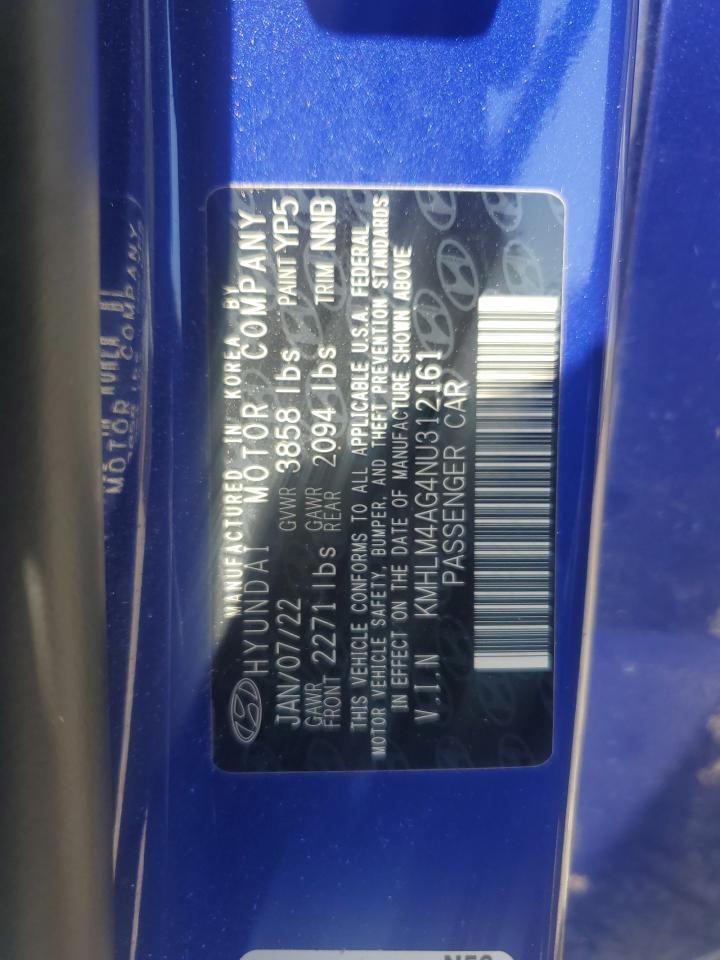 MANUFACTURED IN KOREA BY
HYUNDAI MOTOR COMPANY
JAN/07/22 GVWR 3858 lbs PAINT YP5
GAWR FRONT 2271 lbs GAWR REAR 2094 lbs TRIM NNB
THIS VEHICLE CONFORMS TO ALL APPLICABLE U.S.A. FEDERAL
MOTOR VEHICLE SAFETY, BUMPER, AND THEFT PREVENTION STANDARDS
IN EFFECT ON THE DATE OF MANUFACTURE SHOWN ABOVE
V.I.N KMHLM4AG4NU312161
PASSENGER CAR